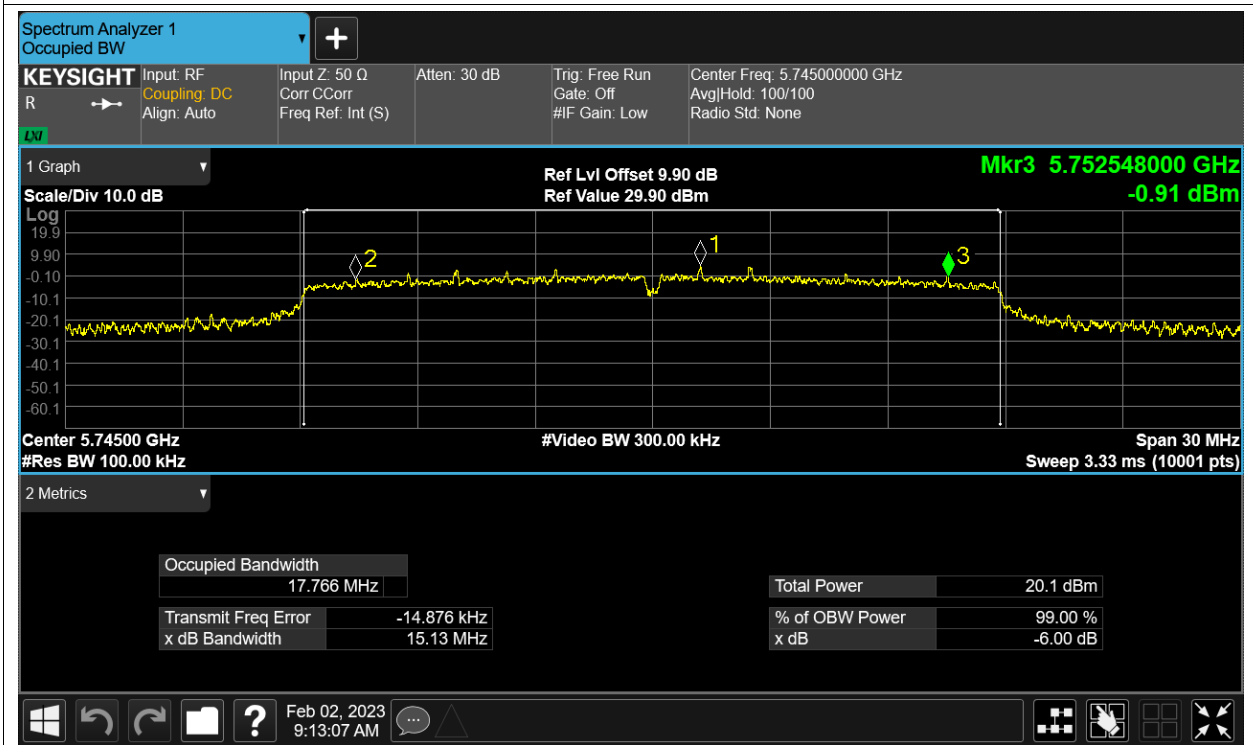 Spectrum Analyzer 1
Occupied BW
KEYSIGHT
R
LXI
Input: RF
Coupling: DC
Align: Auto
Input Z: 50 Ω
Corr CCorr
Freq Ref: Int (S)
Atten: 30 dB
Trig: Free Run
Gate: Off
#IF Gain: Low
Center Freq: 5.745000000 GHz
Avg|Hold: 100/100
Radio Std: None
1 Graph
Scale/Div 10.0 dB
Ref Lvl Offset 9.90 dB
Ref Value 29.90 dBm
Mkr3 5.752548000 GHz
-0.91 dBm
Log
19.9
9.90
-0.10
-10.1
-20.1
-30.1
-40.1
-50.1
-60.1
2
1
3
Center 5.74500 GHz
#Res BW 100.00 kHz
#Video BW 300.00 kHz
Span 30 MHz
Sweep 3.33 ms (10001 pts)
2 Metrics
Occupied Bandwidth
17.766 MHz
Transmit Freq Error -14.876 kHz
x dB Bandwidth 15.13 MHz
Total Power 20.1 dBm
% of OBW Power 99.00 %
x dB -6.00 dB
?
Feb 02, 2023
9:13:07 AM